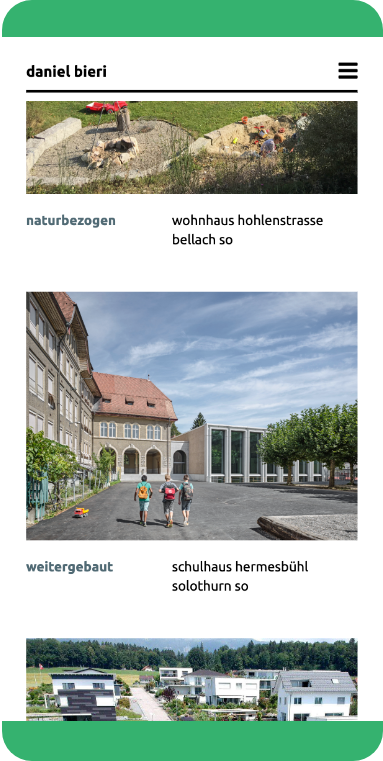 daniel bieri
naturbezogen
wohnhaus hohlenstrasse
bellach so
weitergebaut
schulhaus hermesbühl
solothurn so